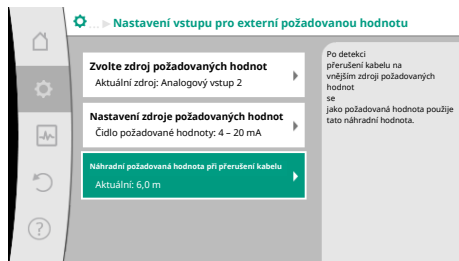 ... ▶ Nastavení vstupu pro externí požadovanou hodnotu
Zvolte zdroj požadovaných hodnot
Aktuální zdroj: Analogový vstup 2
Nastavení zdroje požadovaných hodnot
Čidlo požadované hodnoty: 4 – 20 mA
Náhradní požadovaná hodnota při přerušení kabelu
Aktuální: 6,0 m
Po detekci
přerušení kabelu na
vnějším zdroji požadovaných
hodnot
se
jako požadovaná hodnota použije
tato náhradní hodnota.